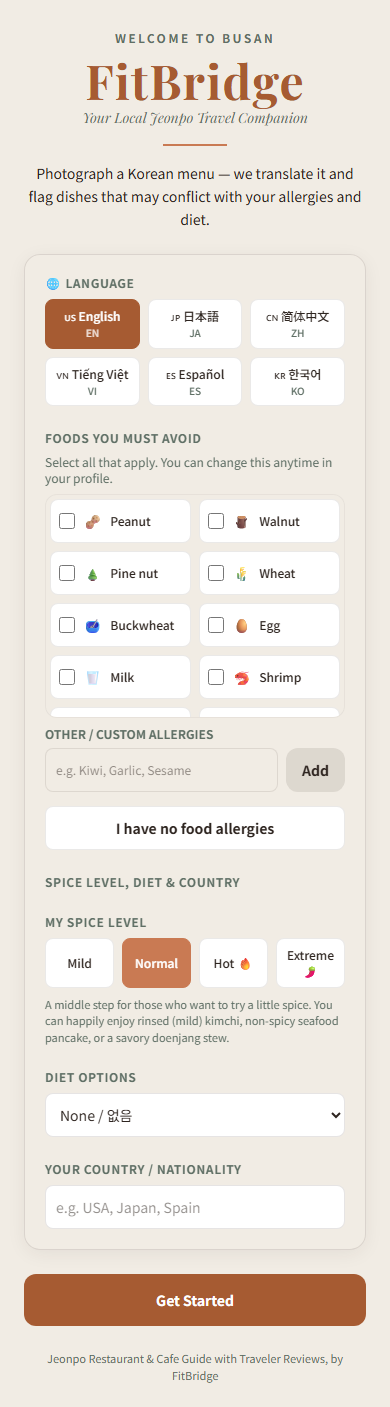 WELCOME TO BUSAN
FitBridge
Your Local Jeonpo Travel Companion
Photograph a Korean menu — we translate it and
flag dishes that may conflict with your allergies and
diet.
🌐 LANGUAGE
US English
EN
JP 日本語
JA
CN 简体中文
ZH
VN Tiếng Việt
VI
ES Español
ES
KR 한국어
KO
FOODS YOU MUST AVOID
Select all that apply. You can change this anytime in
your profile.
Peanut
Walnut
Pine nut
Wheat
Buckwheat
Egg
Milk
Shrimp
OTHER / CUSTOM ALLERGIES
e.g. Kiwi, Garlic, Sesame
Add
I have no food allergies
SPICE LEVEL, DIET & COUNTRY
MY SPICE LEVEL
Mild
Normal
Hot 🔥
Extreme
🌶️
A middle step for those who want to try a little spice. You
can happily enjoy rinsed (mild) kimchi, non-spicy seafood
pancake, or a savory doenjang stew.
DIET OPTIONS
None / 없음
YOUR COUNTRY / NATIONALITY
e.g. USA, Japan, Spain
Get Started
Jeonpo Restaurant & Cafe Guide with Traveler Reviews, by
FitBridge